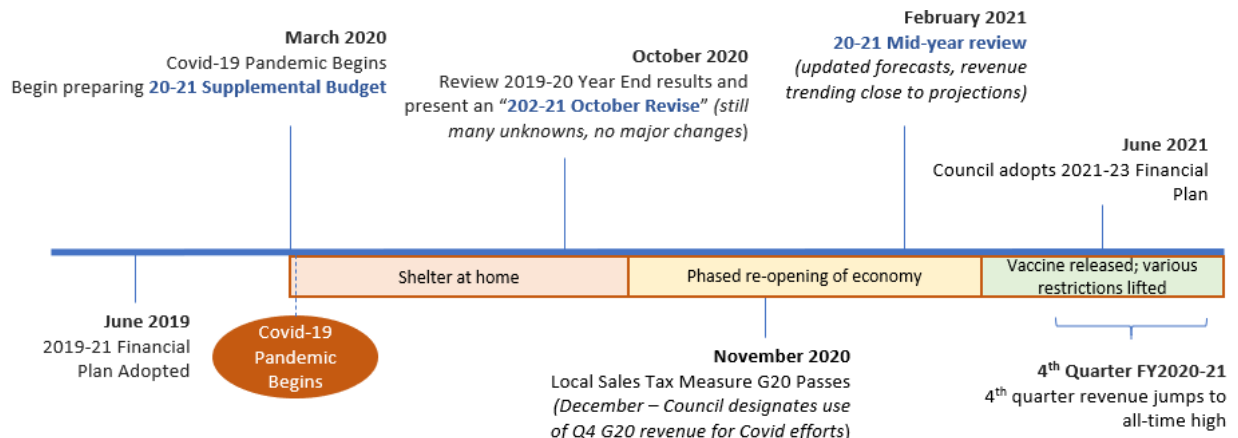 March 2020
Covid-19 Pandemic Begins
Begin preparing 20-21 Supplemental Budget
October 2020
Review 2019-20 Year End results and
present an “202-21 October Revise” (still
many unknowns, no major changes)
February 2021
20-21 Mid-year review
(updated forecasts, revenue
trending close to projections)
June 2021
Council adopts 2021-23 Financial
Plan
Shelter at home
Phased re-opening of economy
Vaccine released; various
restrictions lifted
June 2019
2019-21 Financial
Plan Adopted
Covid-19
Pandemic
Begins
November 2020
Local Sales Tax Measure G20 Passes
(December – Council designates use
of Q4 G20 revenue for Covid efforts)
4th Quarter FY2020-21
4th quarter revenue jumps to
all-time high